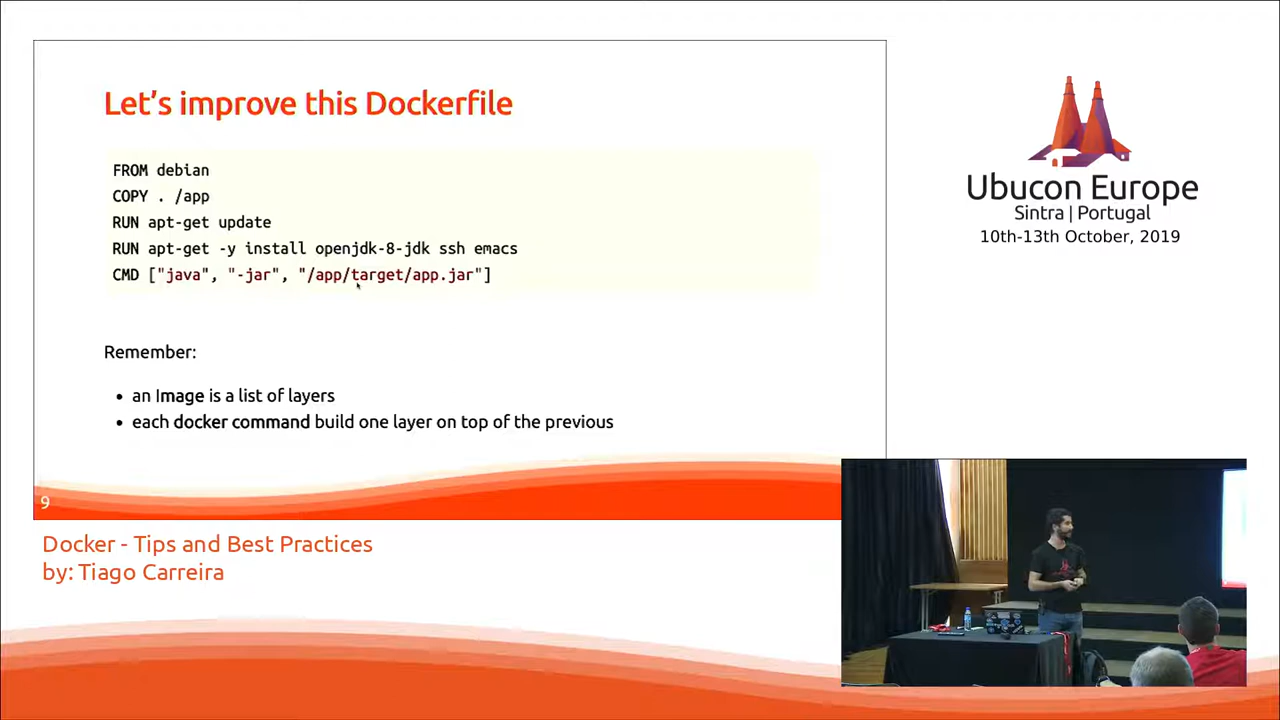 Let's improve this Dockerfile
FROM debian
COPY . /app
RUN apt-get update
RUN apt-get -y install openjdk-8-jdk ssh emacs
CMD ["java", "-jar", "/app/target/app.jar"]
Remember:
• an Image is a list of layers
• each docker command build one layer on top of the previous
9
Docker - Tips and Best Practices
by: Tiago Carreira
Ubucon Europe
Sintra | Portugal
10th-13th October, 2019